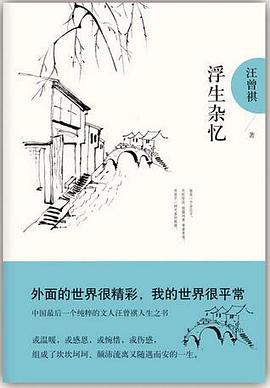 汪曾祺
著
浮生杂忆
外面的世界很精彩，我的世界很平常
中国最后一个纯粹的文人汪曾祺人生之书
或温暖，或感恩，或惋惜，或伤感，
组成了坎坎坷坷、颠沛流离又随遇而安的一生。